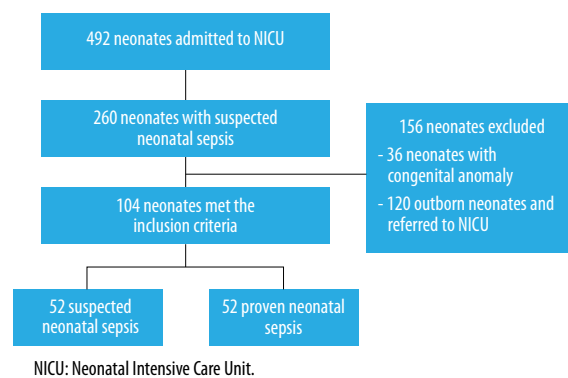 492 neonates admitted to NICU
260 neonates with suspected
neonatal sepsis
156 neonates excluded
- 36 neonates with
congenital anomaly
- 120 outborn neonates and
referred to NICU
104 neonates met the
inclusion criteria
52 suspected
neonatal sepsis
52 proven neonatal
sepsis
NICU: Neonatal Intensive Care Unit.